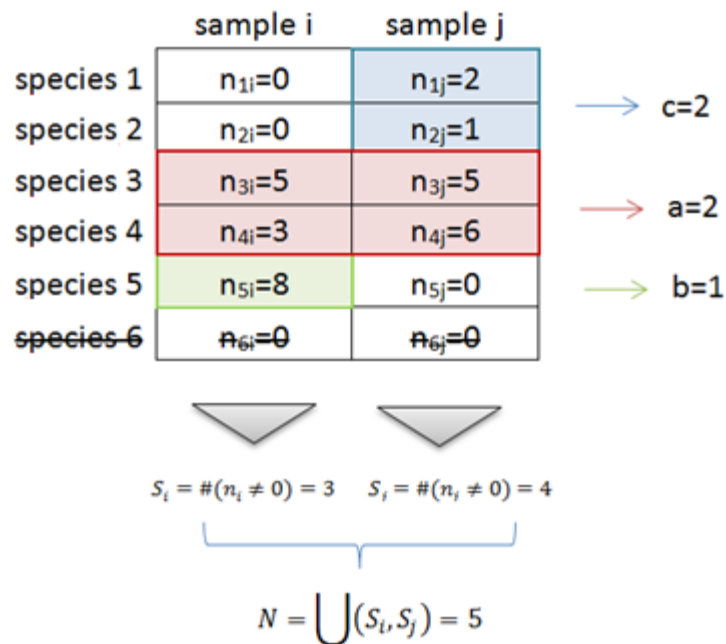 sample i sample j
species 1 n₁ᵢ=0 n₁ⱼ=2
c=2
species 2 n₂ᵢ=0 n₂ⱼ=1
species 3 n₃ᵢ=5 n₃ⱼ=5
a=2
species 4 n₄ᵢ=3 n₄ⱼ=6
species 5 n₅ᵢ=8 n₅ⱼ=0 b=1
species 6 n₆ᵢ=0 n₆ⱼ=0
Sᵢ = #(nᵢ ≠ 0) = 3 Sⱼ = #(nⱼ ≠ 0) = 4
N = ⋃(Sᵢ, Sⱼ) = 5